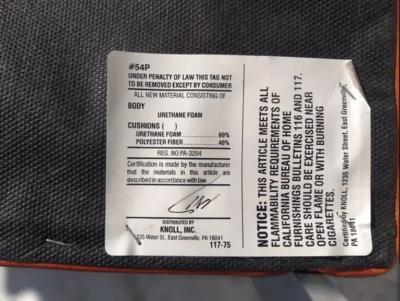 #54P
UNDER PENALTY OF LAW THIS TAG NOT
TO BE REMOVED EXCEPT BY CONSUMER
ALL NEW MATERIAL CONSISTING OF
BODY
URETHANE FOAM
CUSHIONS ( )
URETHANE FOAM 60%
POLYESTER FIBER 40%
REG. NO PA-3204
Certification is made by the manufacturer
that the materials in this article are
described in accordance with law.
DISTRIBUTED BY
KNOLL, INC.
1235 Water St., East Greenville, PA 18041
117-75
NOTICE: THIS ARTICLE MEETS ALL
FLAMMABILITY REQUIREMENTS OF
CALIFORNIA BUREAU OF HOME
FURNISHINGS BULLETINS 116 AND 117.
CARE SHOULD BE EXERCISED NEAR
OPEN FLAME OR WITH BURNING
CIGARETTES.
Certified by KNOLL, 1235 Water Street, East Greenville,
PA 18041